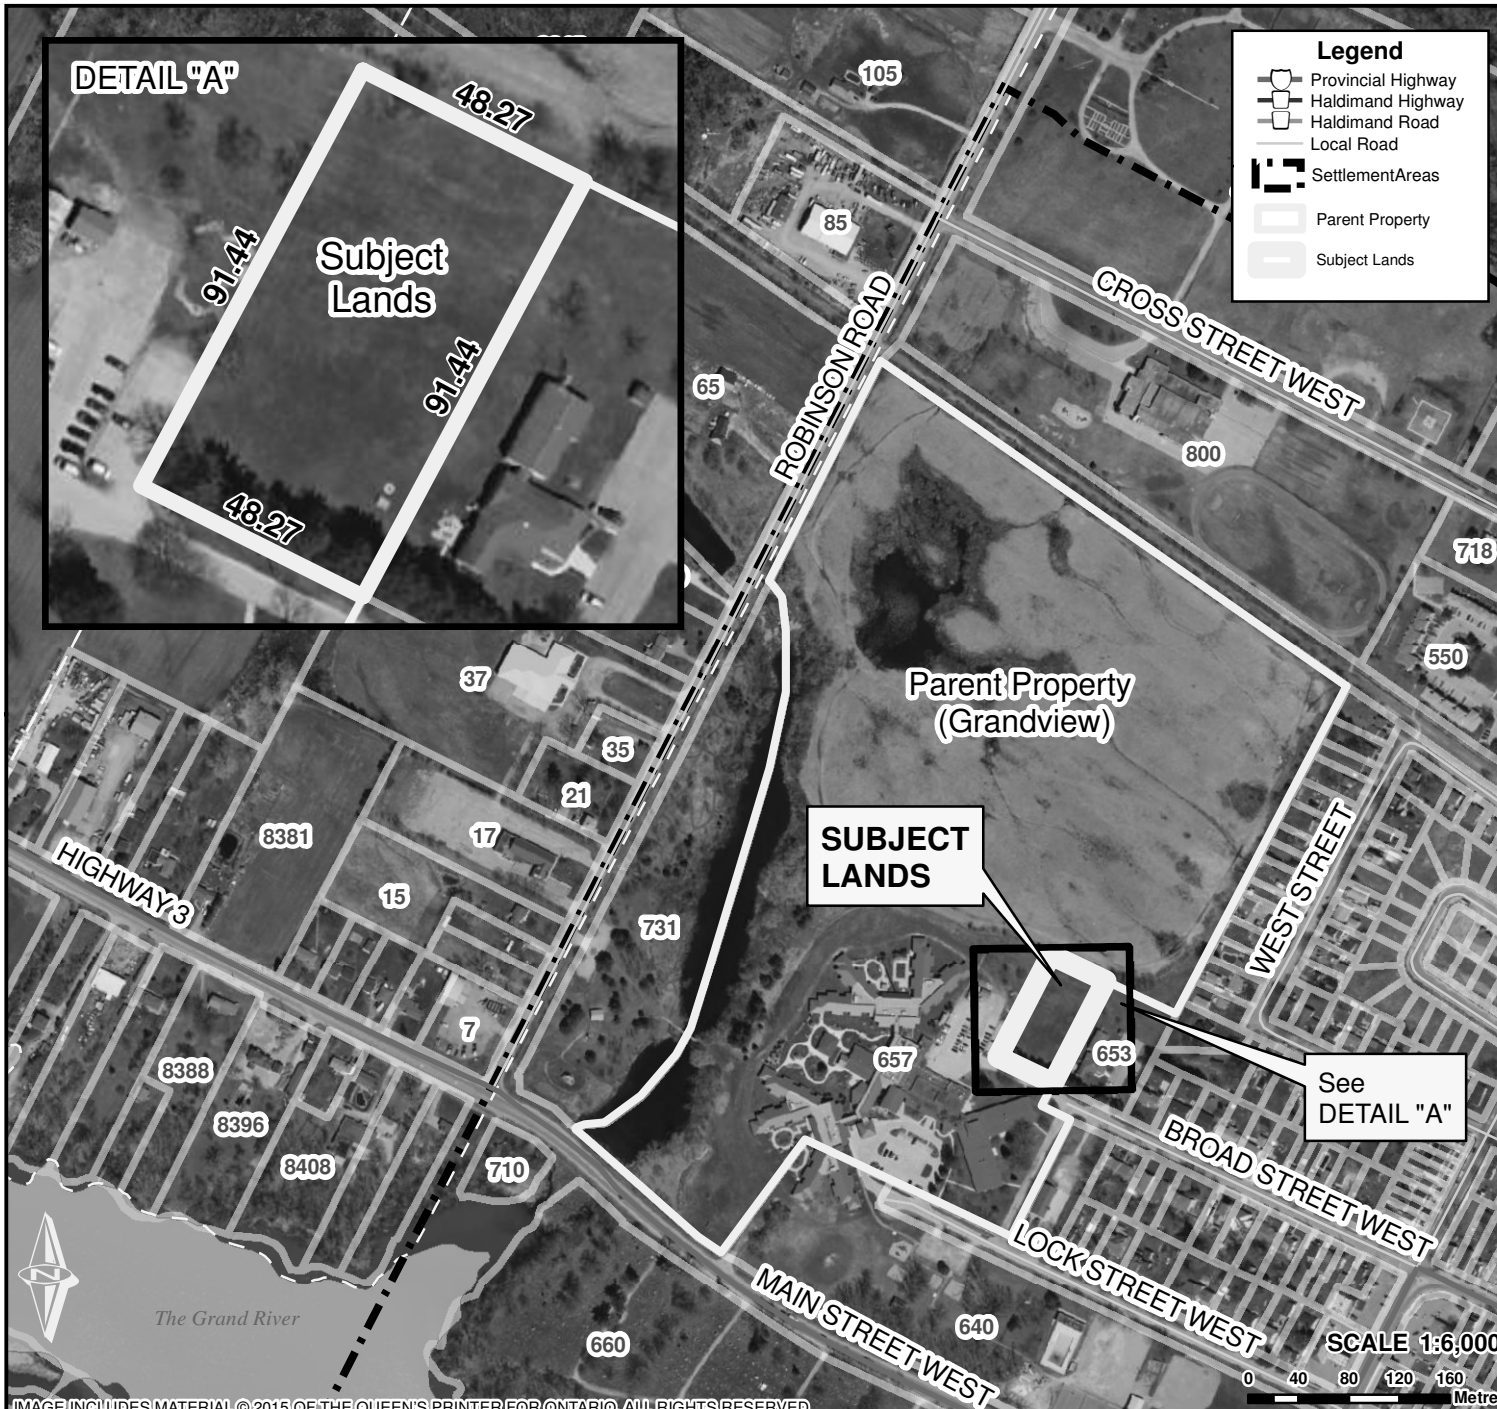 DETAIL "A"
48.27
91.44
Subject
Lands
91.44
48.27
Legend
Provincial Highway
Haldimand Highway
Haldimand Road
Local Road
SettlementAreas
Parent Property
Subject Lands
105
85
65
ROBINSON ROAD
CROSS STREET WEST
800
718
550
37
35
21
17
15
7
8381
HIGHWAY 3
Parent Property
(Grandview)
SUBJECT
LANDS
WEST STREET
731
657
653
See
DETAIL "A"
8388
8396
8408
710
BROAD STREET WEST
LOCK STREET WEST
MAIN STREET WEST
640
660
N
The Grand River
SCALE 1:6,000
0 40 80 120 160
Metre
IMAGE INCLUDES MATERIAL © 2015 OF THE QUEEN'S PRINTER FOR ONTARIO. ALL RIGHTS RESERVED